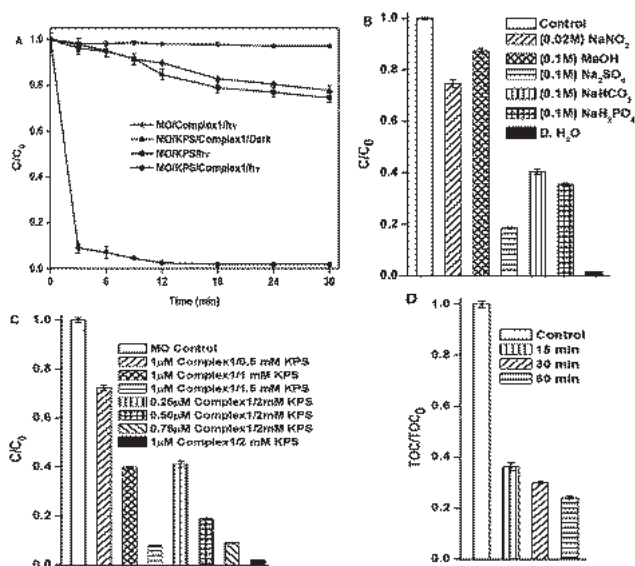 A
C/C0
1.0
0.8
0.6
0.4
0.2
0.0
MO/Complex1/hv
MO/KPS/Complex1/Dark
MO/KPS/hv
MO/KPS/Complex1/hv
0 6 12 18 24 30
Time (min)
B
C/C0
1.0
0.8
0.6
0.4
0.2
0.0
Control
(0.02M) NaNO2
(0.1M) MeOH
(0.1M) Na2SO4
(0.1M) NaHCO3
(0.1M) NaH2PO4
D. H2O
C
C/C0
1.0
0.8
0.6
0.4
0.2
0.0
MO Control
1μM Complex1/0.5 mM KPS
1μM Complex1/1 mM KPS
1μM Complex1/1.5 mM KPS
0.25μM Complex1/2mM KPS
0.50μM Complex1/2mM KPS
0.75μM Complex1/2mM KPS
1μM Complex1/2 mM KPS
D
TOC/TOC0
1.0
0.8
0.6
0.4
0.2
0.0
Control
15 min
30 min
60 min